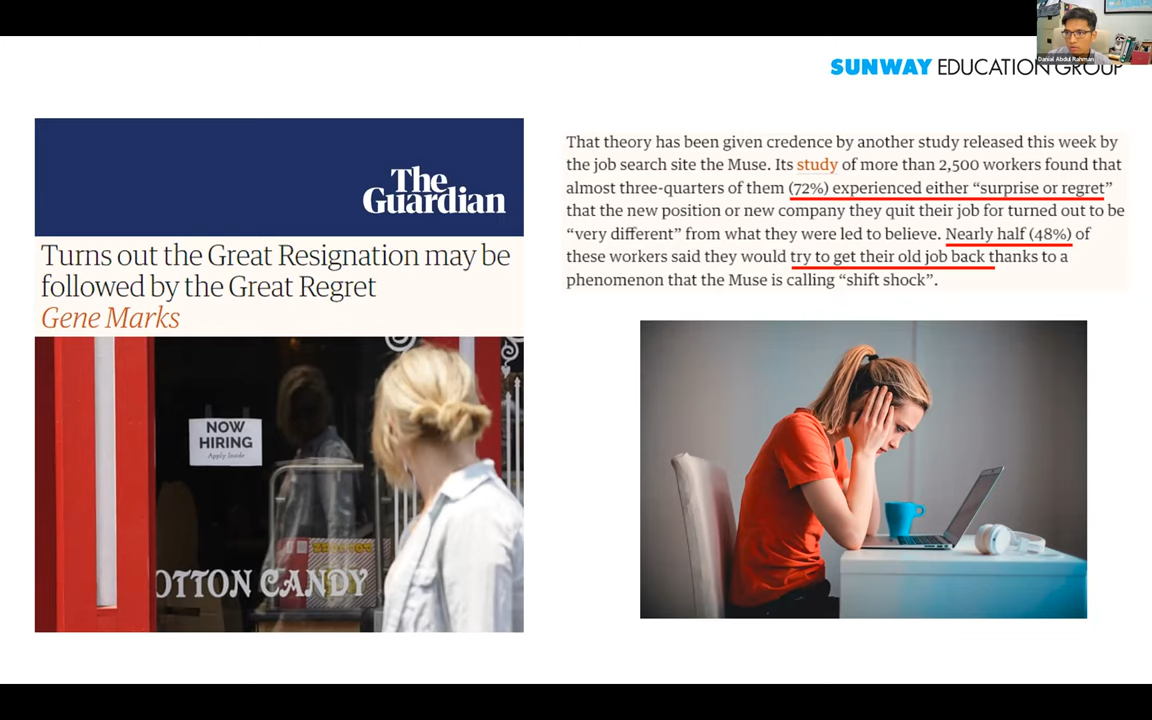 Danial Abdul Rahman
SUNWAY EDUCATION GROUP
The
Guardian
Turns out the Great Resignation may be
followed by the Great Regret
Gene Marks
NOW
HIRING
Apply Inside
OTTON CANDY
That theory has been given credence by another study released this week by
the job search site the Muse. Its study of more than 2,500 workers found that
almost three-quarters of them (72%) experienced either “surprise or regret”
that the new position or new company they quit their job for turned out to be
“very different” from what they were led to believe. Nearly half (48%) of
these workers said they would try to get their old job back thanks to a
phenomenon that the Muse is calling “shift shock”.